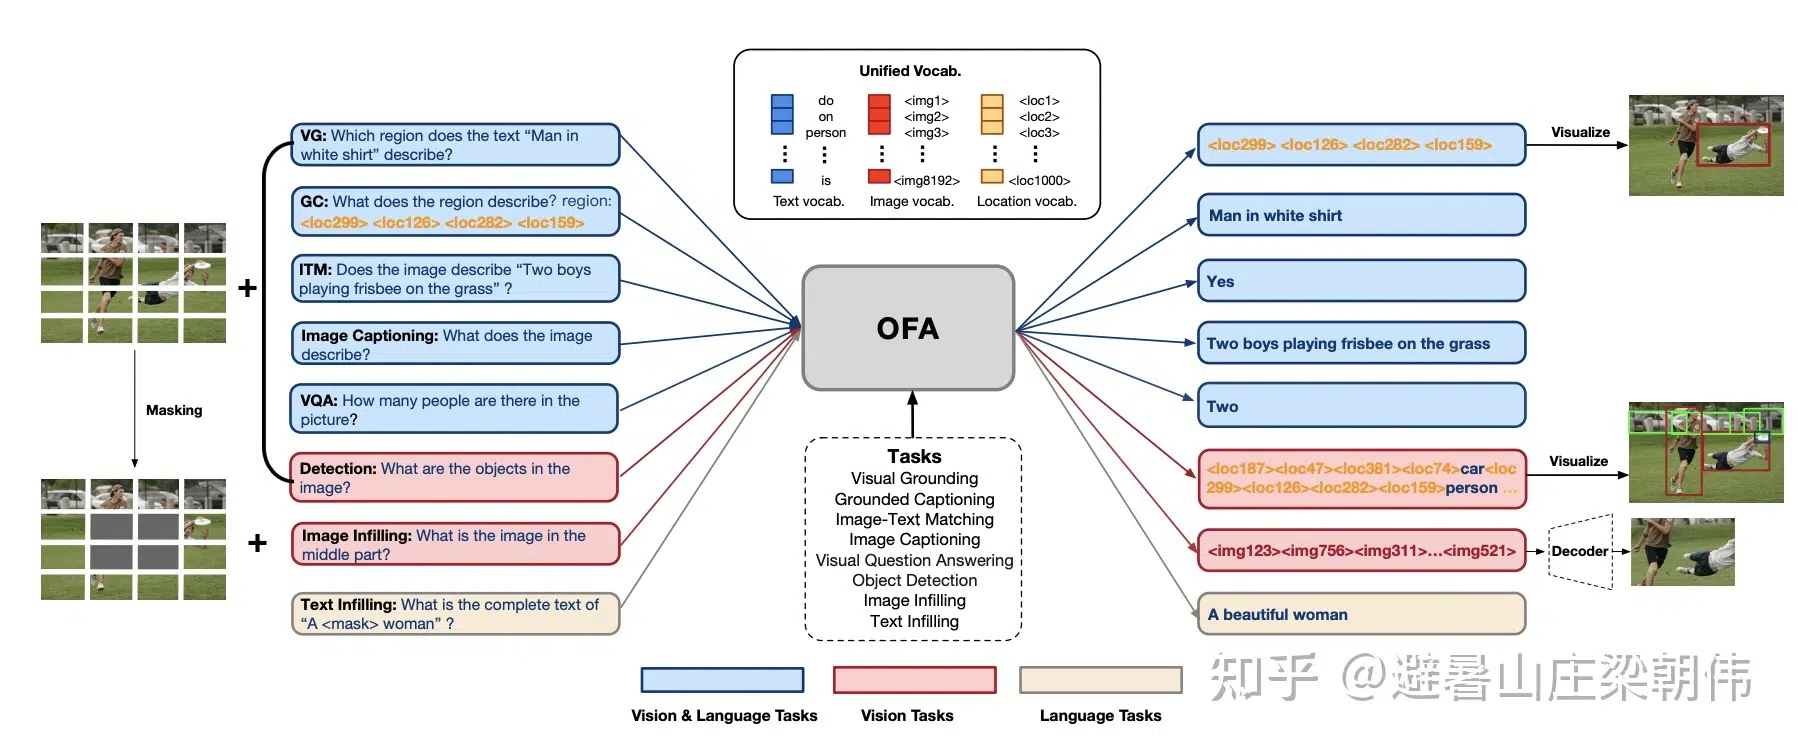 Unified Vocab.
do
on
person
is
Text vocab.
<img1>
<img2>
<img3>
<img8192>
Image vocab.
<loc1>
<loc2>
<loc3>
<loc1000>
Location vocab.
+
Masking
+
VG: Which region does the text “Man in
white shirt” describe?
GC: What does the region describe? region:
<loc299> <loc126> <loc282> <loc159>
ITM: Does the image describe “Two boys
playing frisbee on the grass” ?
Image Captioning: What does the image
describe?
VQA: How many people are there in the
picture?
Detection: What are the objects in the
image?
Image Infilling: What is the image in the
middle part?
Text Infilling: What is the complete text of
“A <mask> woman” ?
OFA
Tasks
Visual Grounding
Grounded Captioning
Image-Text Matching
Image Captioning
Visual Question Answering
Object Detection
Image Infilling
Text Infilling
<loc299> <loc126> <loc282> <loc159>
Visualize
Man in white shirt
Yes
Two boys playing frisbee on the grass
Two
<loc187><loc47><loc381><loc74>car<loc
299><loc126><loc282><loc159>person ...
Visualize
<img123><img756><img311>...<img521>
Decoder
A beautiful woman
Vision & Language Tasks
Vision Tasks
Language Tasks
知乎 @避暑山庄梁朝伟